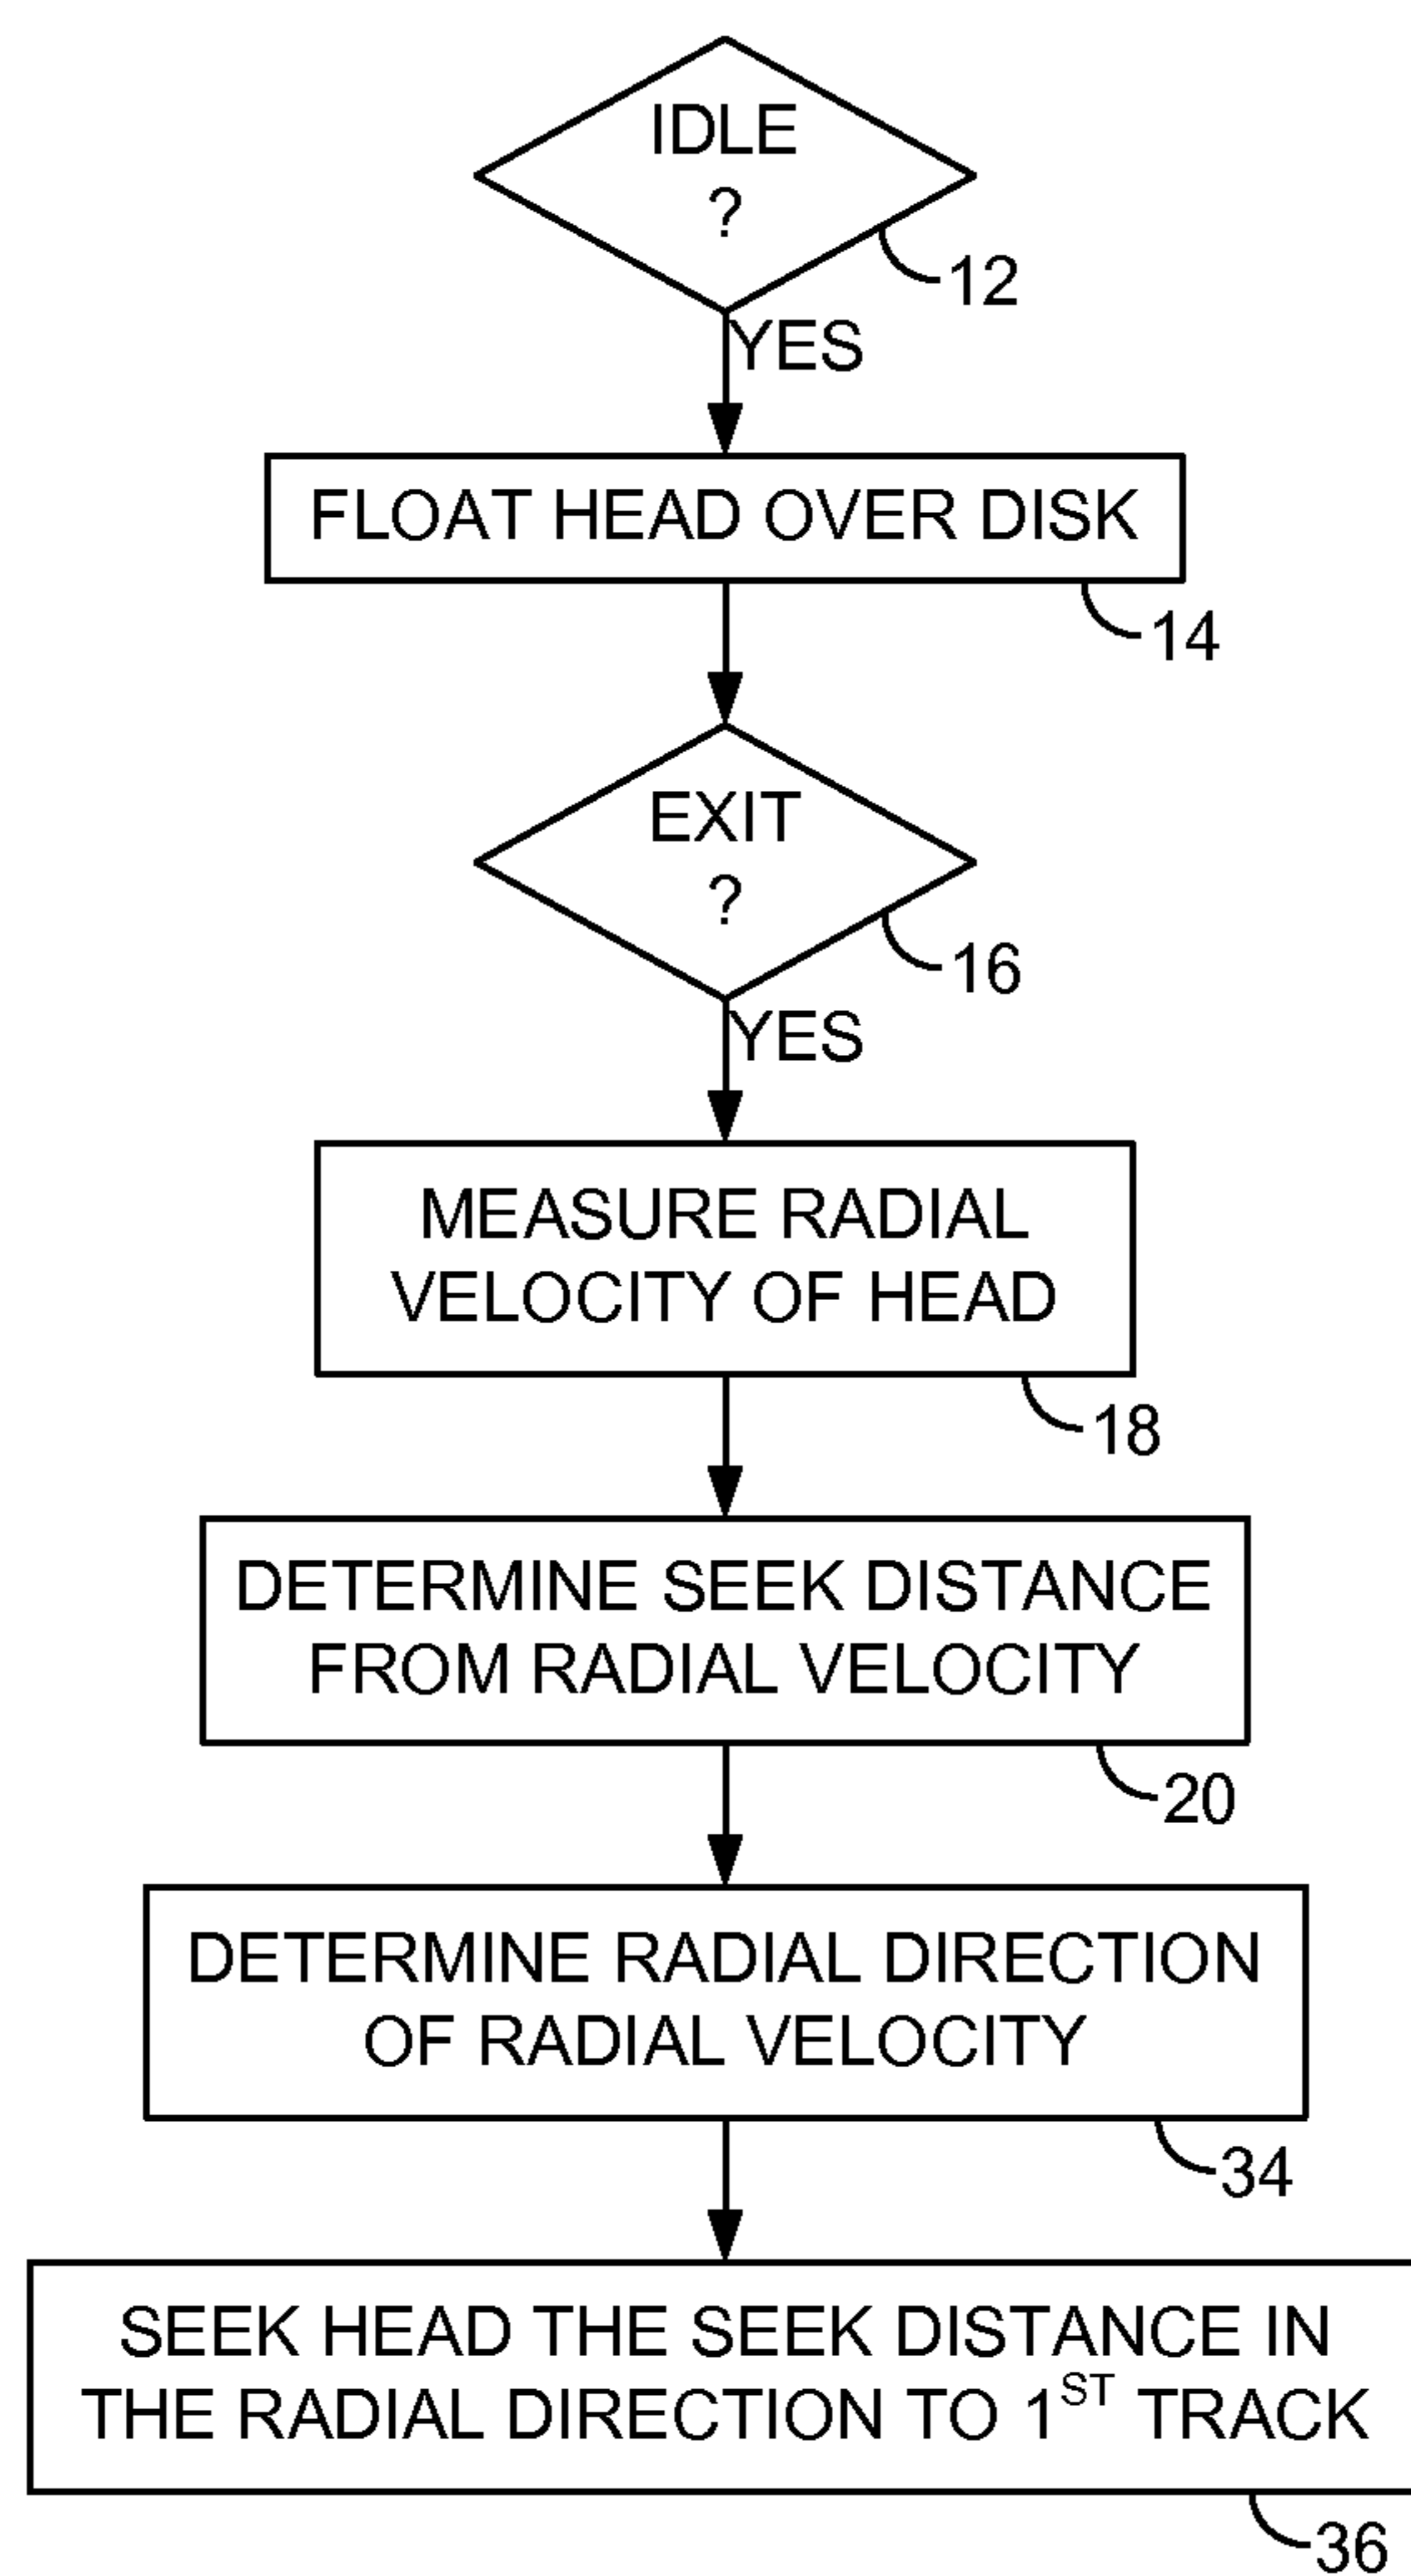 IDLE
?
12
YES
FLOAT HEAD OVER DISK
14
EXIT
?
16
YES
MEASURE RADIAL
VELOCITY OF HEAD
18
DETERMINE SEEK DISTANCE
FROM RADIAL VELOCITY
20
DETERMINE RADIAL DIRECTION
OF RADIAL VELOCITY
34
SEEK HEAD THE SEEK DISTANCE IN
THE RADIAL DIRECTION TO 1ST TRACK
36